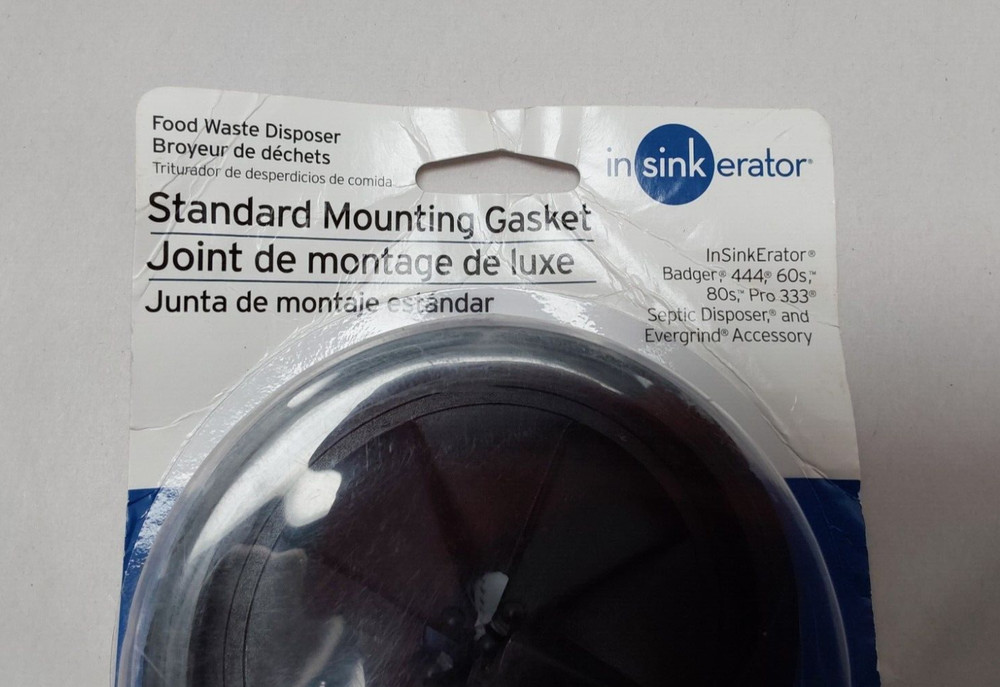 Food Waste Disposer
Broyeur de déchets
Triturador de desperdicios de comida
Standard Mounting Gasket
Joint de montage de luxe
Junta de montaje estándar
insinkerator®
InSinkErator®
Badger®, 444®, 60s,™
80s,™ Pro 333®
Septic Disposer,® and
Evergrind® Accessory